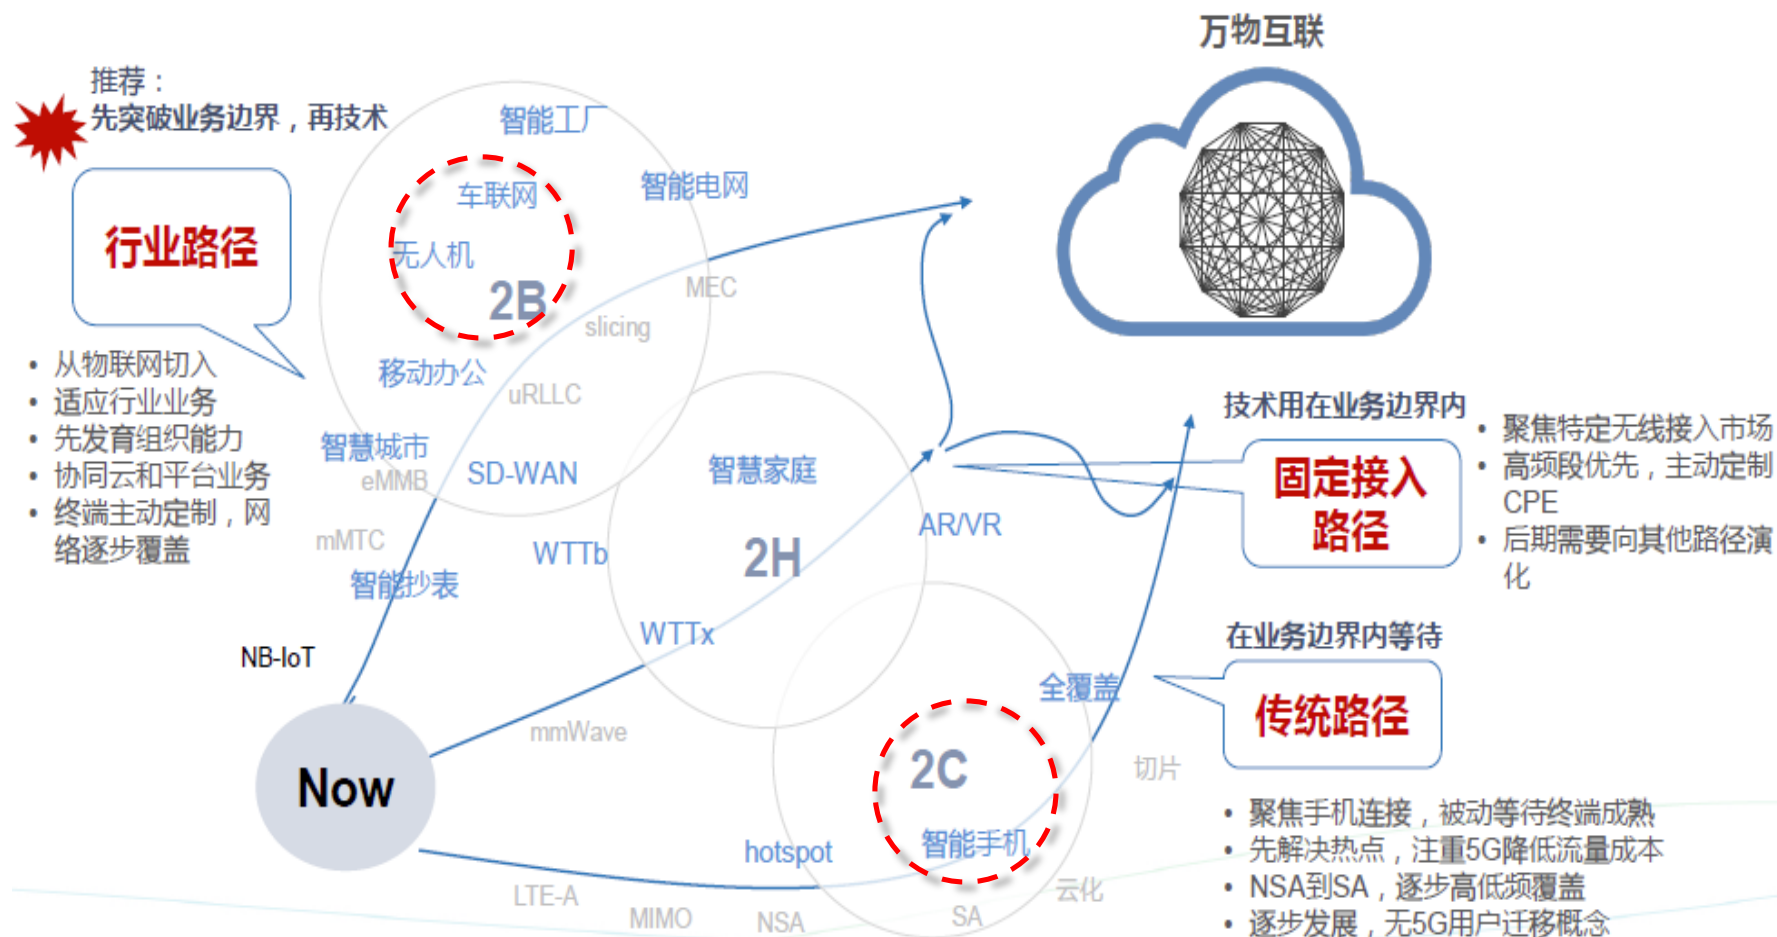 万物互联
推荐：
先突破业务边界，再技术
行业路径
• 从物联网切入
• 适应行业业务
• 先发育组织能力
• 协同云和平台业务
• 终端主动定制，网
络逐步覆盖
智能工厂
车联网
智能电网
无人机
2B
MEC
slicing
移动办公
uRLLC
智慧城市
eMMB
SD-WAN
mMTC
WTTb
智能抄表
NB-IoT
智慧家庭
AR/VR
2H
WTTx
mmWave
Now
全覆盖
2C
切片
hotspot
智能手机
云化
LTE-A
MIMO
NSA
SA
技术用在业务边界内
固定接入
路径
• 聚焦特定无线接入市场
• 高频段优先，主动定制
CPE
• 后期需要向其他路径演
化
在业务边界内等待
传统路径
• 聚焦手机连接，被动等待终端成熟
• 先解决热点，注重5G降低流量成本
• NSA到SA，逐步高低频覆盖
• 逐步发展，无5G用户迁移概念